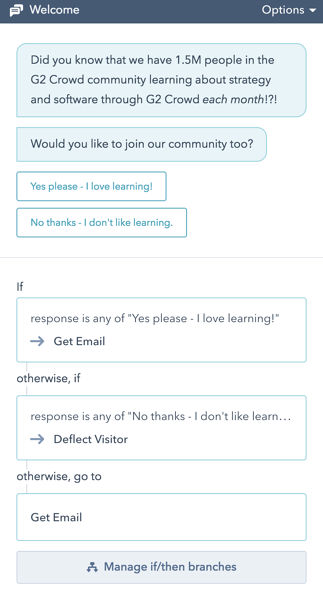 Welcome
Options
Did you know that we have 1.5M people in the
G2 Crowd community learning about strategy
and software through G2 Crowd each month!?!
Would you like to join our community too?
Yes please - I love learning!
No thanks - I don't like learning.
If
response is any of "Yes please - I love learning!"
Get Email
otherwise, if
response is any of "No thanks - I don't like learn...
Deflect Visitor
otherwise, go to
Get Email
Manage if/then branches